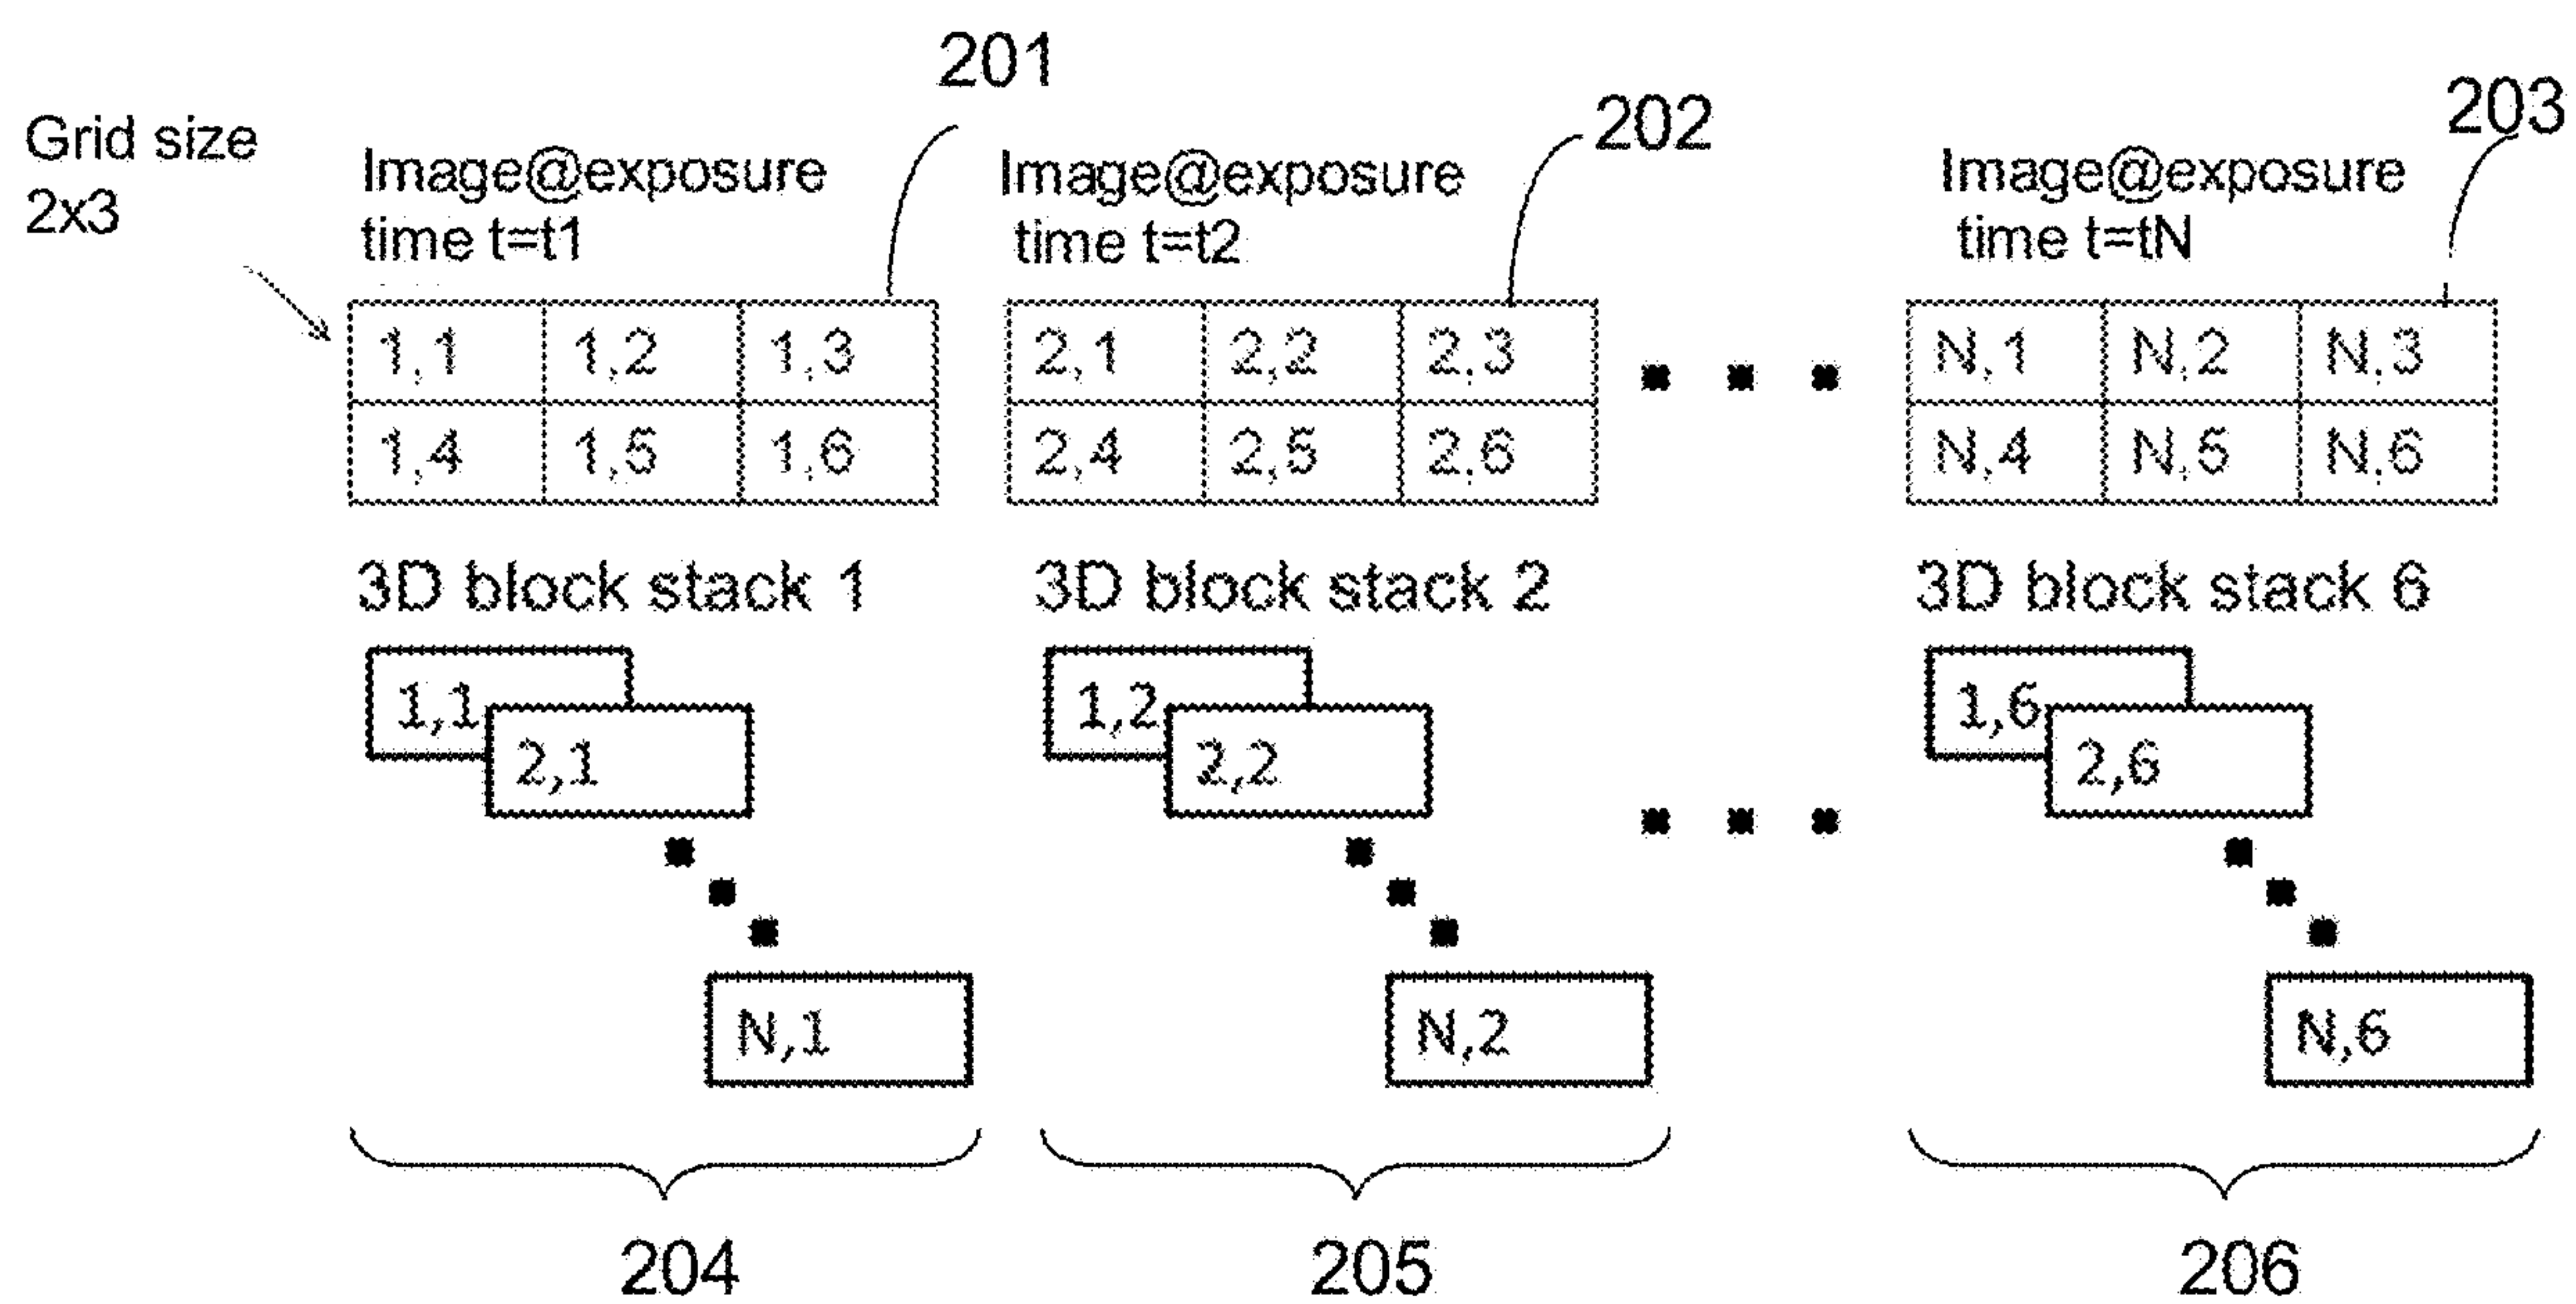 201
202
203
Grid size
2x3
Image@exposure
time t=t1
Image@exposure
time t=t2
Image@exposure
time t=tN
1,1 1,2 1,3
1,4 1,5 1,6
2,1 2,2 2,3
2,4 2,5 2,6
N,1 N,2 N,3
N,4 N,5 N,6
3D block stack 1
3D block stack 2
3D block stack 6
1,1
2,1
N,1
1,2
2,2
N,2
1,6
2,6
N,6
204
205
206